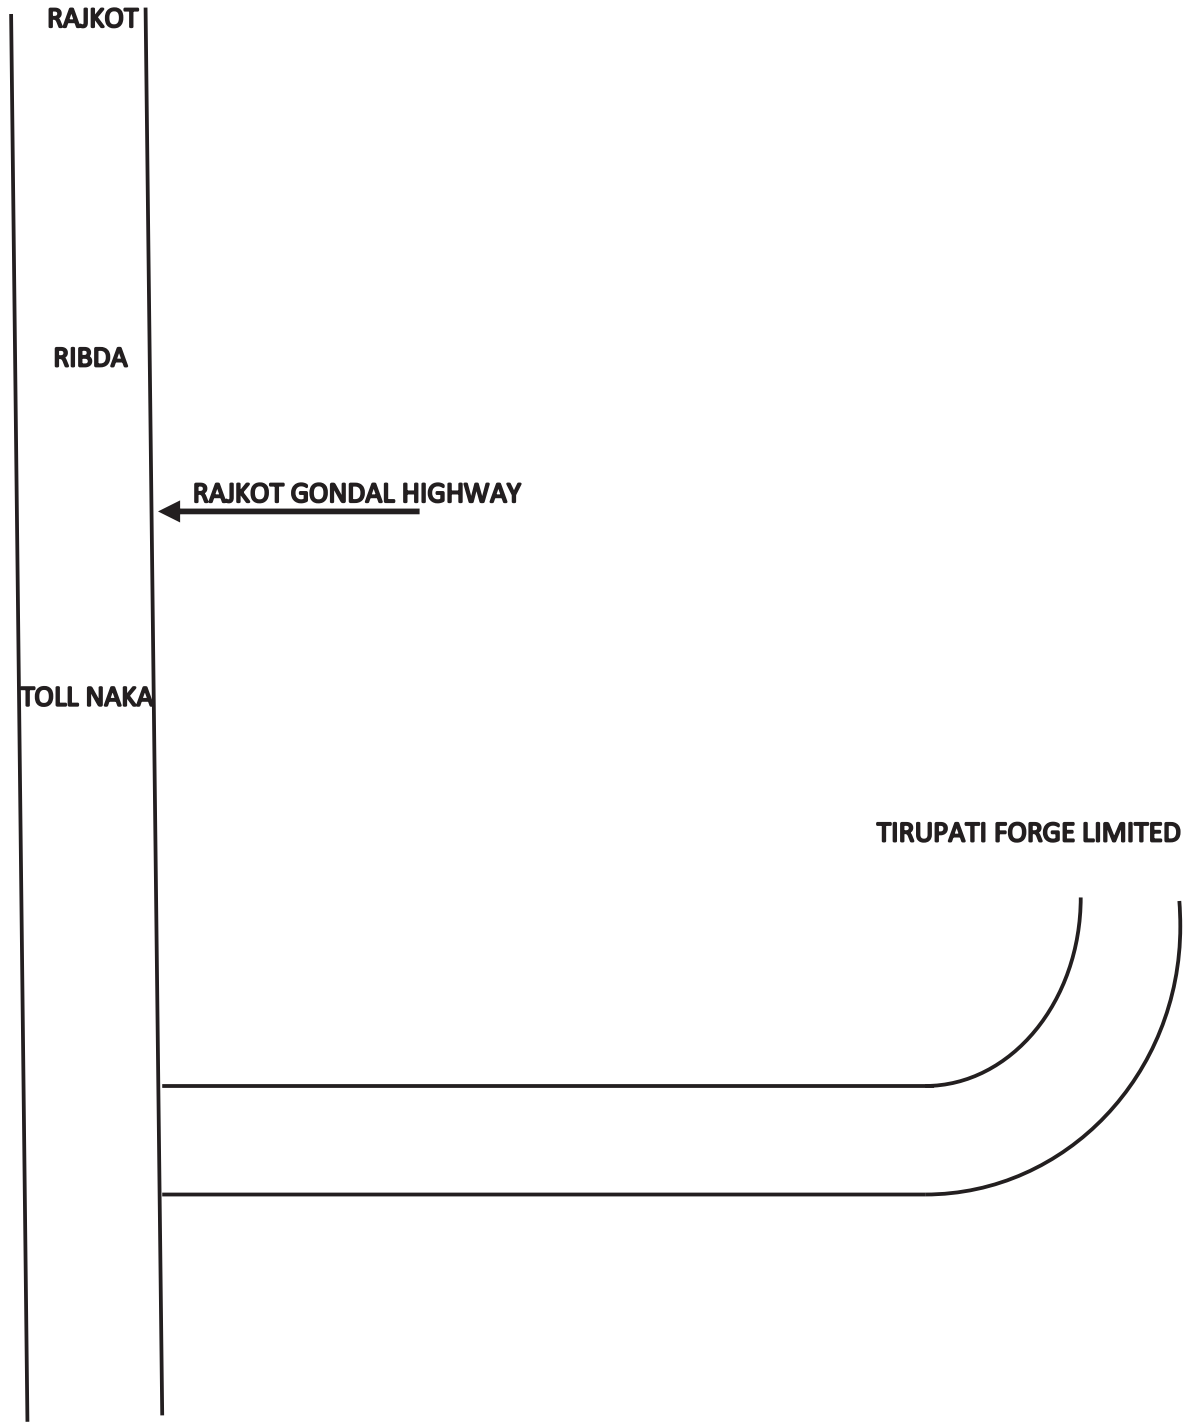 RAJKOT
RIBDA
RAJKOT GONDAL HIGHWAY
TOLL NAKA
TIRUPATI FORGE LIMITED